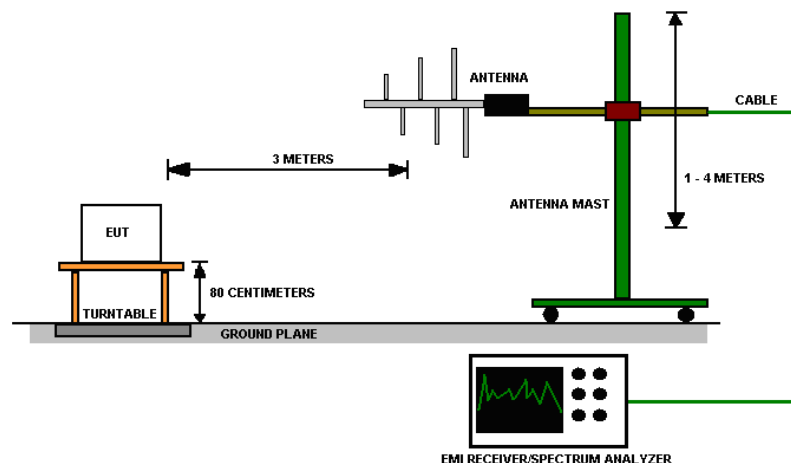 ANTENNA
CABLE
3 METERS
1 - 4 METERS
ANTENNA MAST
EUT
80 CENTIMETERS
TURNTABLE
GROUND PLANE
EMI RECEIVER/SPECTRUM ANALYZER